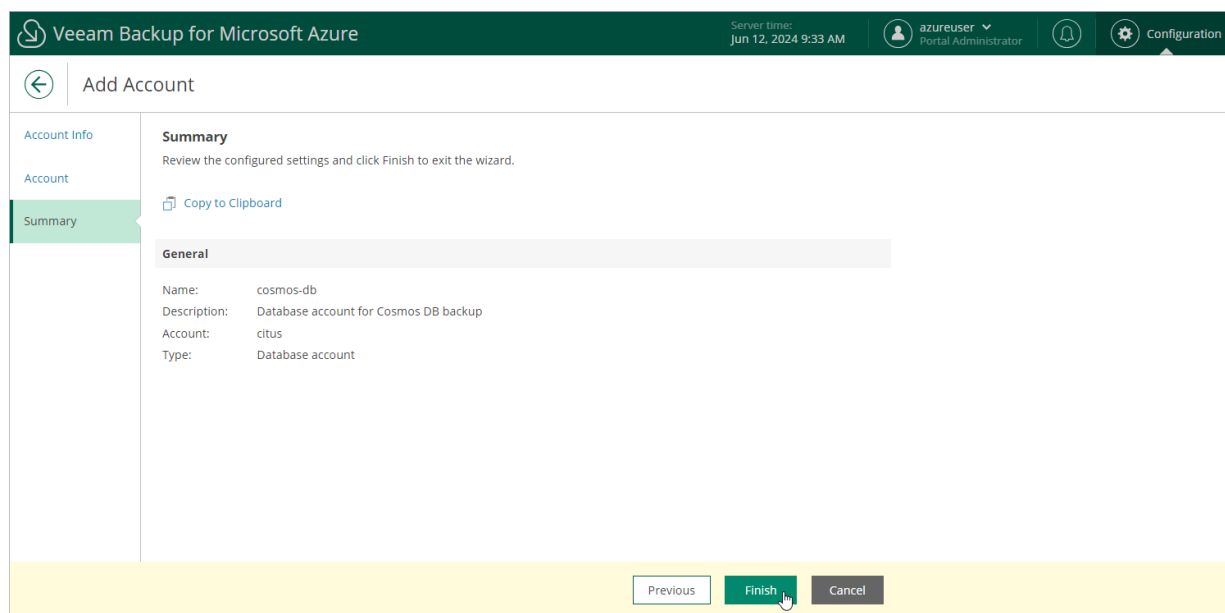 Veeam Backup for Microsoft Azure
Server time:
Jun 12, 2024 9:33 AM
azureuser
Portal Administrator
Configuration
Add Account
Account Info
Account
Summary
Summary
Review the configured settings and click Finish to exit the wizard.
Copy to Clipboard
General
Name: cosmos-db
Description: Database account for Cosmos DB backup
Account: citus
Type: Database account
Previous Finish Cancel